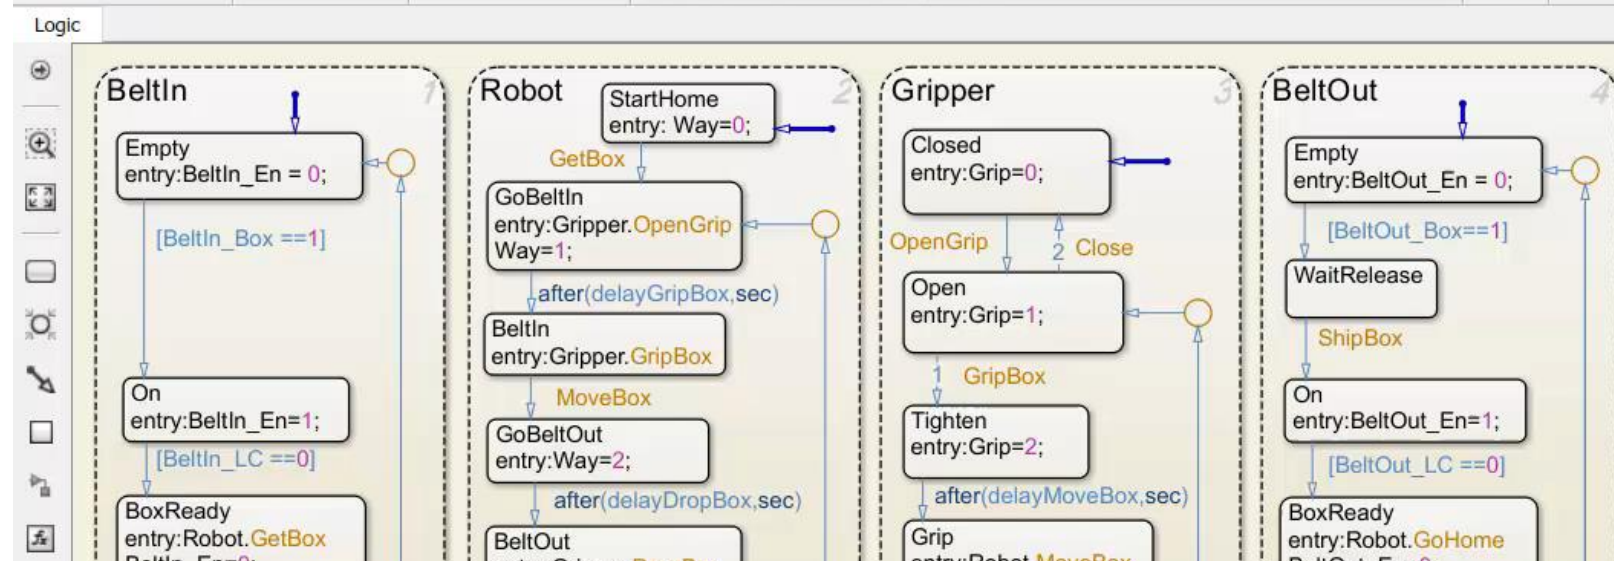 Logic
BeltIn
1
Empty
entry:BeltIn_En = 0;
[BeltIn_Box ==1]
On
entry:BeltIn_En=1;
[BeltIn_LC ==0]
BoxReady
entry:Robot.GetBox
Robot
2
StartHome
entry: Way=0;
GetBox
GoBeltIn
entry:Gripper.OpenGrip
Way=1;
after(delayGripBox,sec)
BeltIn
entry:Gripper.GripBox
MoveBox
GoBeltOut
entry:Way=2;
after(delayDropBox,sec)
BeltOut
Gripper
3
Closed
entry:Grip=0;
OpenGrip
2 Close
Open
entry:Grip=1;
1 GripBox
Tighten
entry:Grip=2;
after(delayMoveBox,sec)
Grip
entry:Robot.MoveBox
BeltOut
4
Empty
entry:BeltOut_En = 0;
[BeltOut_Box==1]
WaitRelease
ShipBox
On
entry:BeltOut_En=1;
[BeltOut_LC ==0]
BoxReady
entry:Robot.GoHome